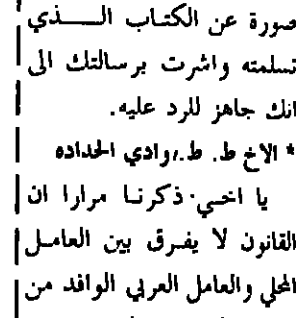 صورة عن الكتاب الـــذي
تسلمته واشرت برسالتك الى
انك جاهز للرد عليه.
* الاخ ط. ط.، وادي الحداده
يا اخي. ذكرنا مرارا ان
القانون لا يفرق بين العامل
المحلي والعامل العربي الوافد من